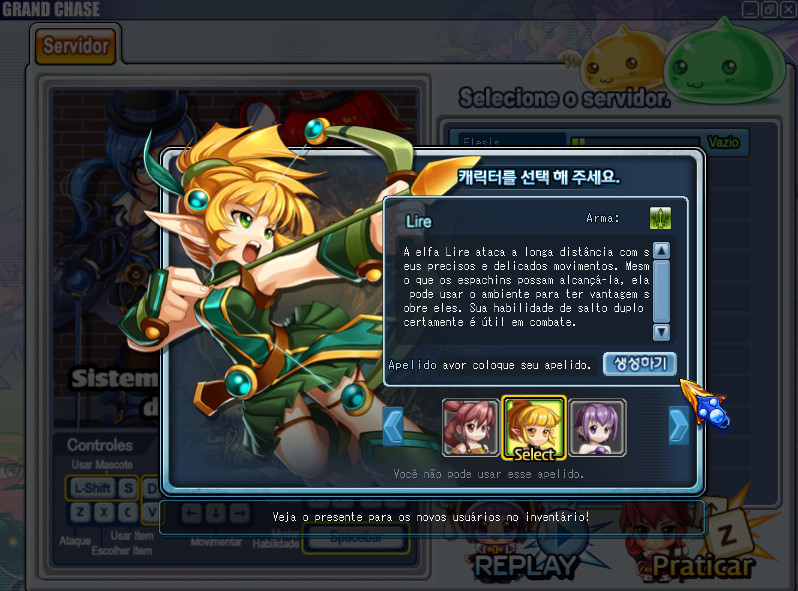 GRAND CHASE
Servidor
Selecione o servidor.
Elesis
Vazio
캐릭터를 선택 해 주세요.
Lire
Arma:
A elfa Lire ataca a longa distância com s
eus precisos e delicados movimentos. Mesm
o que os espachins possam alcançá-la, ela
pode usar o ambiente para ter vantagem s
obre eles. Sua habilidade de salto duplo
certamente é útil em combate.
Apelido avor coloque seu apelido.
생성하기
Select
Você não pode usar esse apelido.
Veja o presente para os novos usuários no inventário!
Sistem
d
Controles
Usar Mascote
L-Shift S D
Z X C V
Ataque
Usar Item
Escolher Item
Movimentar
Habilidade
Spacebar
REPLAY
Z
Praticar